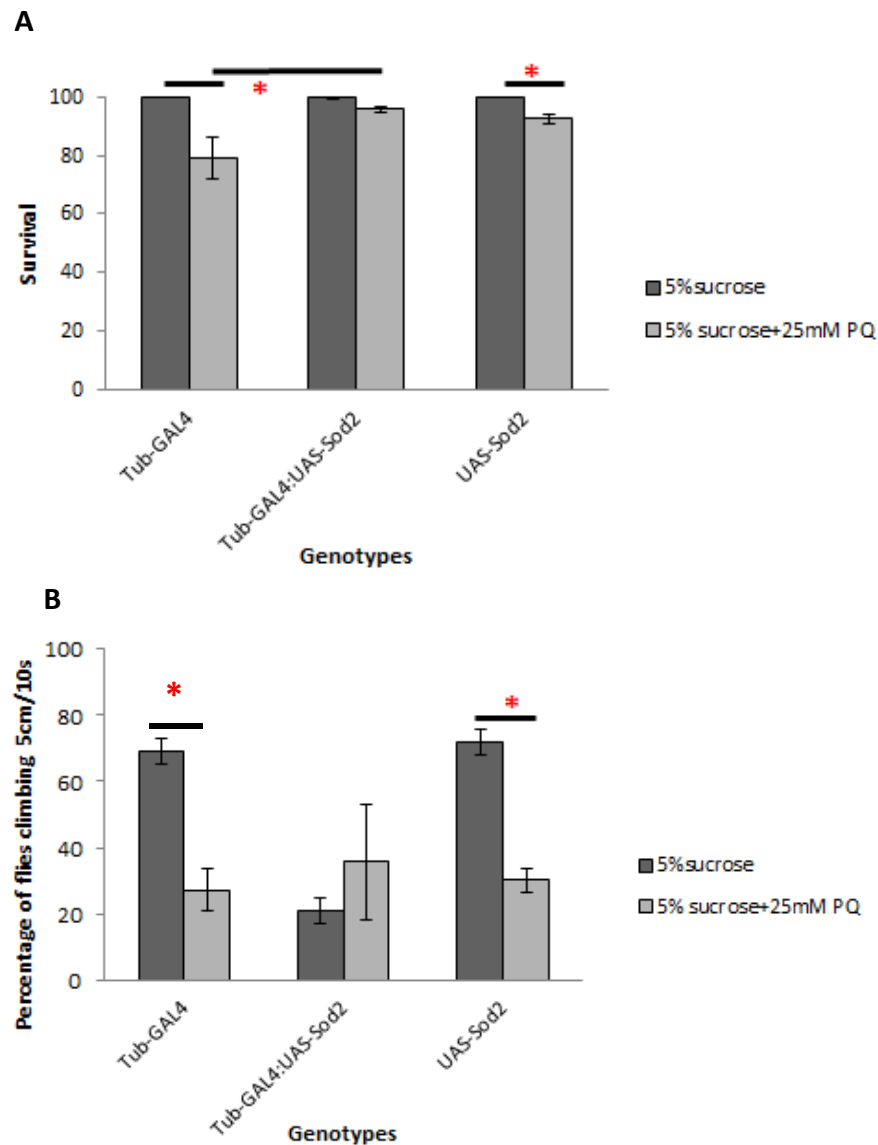 A
*
*
100
80
60
40
20
0
Survival
5%sucrose
5% sucrose+25mM PQ
Tub-GAL4
Tub-GAL4:UAS-Sod2
UAS-Sod2
Genotypes
B
*
*
100
80
60
40
20
0
Percentage of flies climbing 5cm/10s
5%sucrose
5% sucrose+25mM PQ
Tub-GAL4
Tub-GAL4:UAS-Sod2
UAS-Sod2
Genotypes